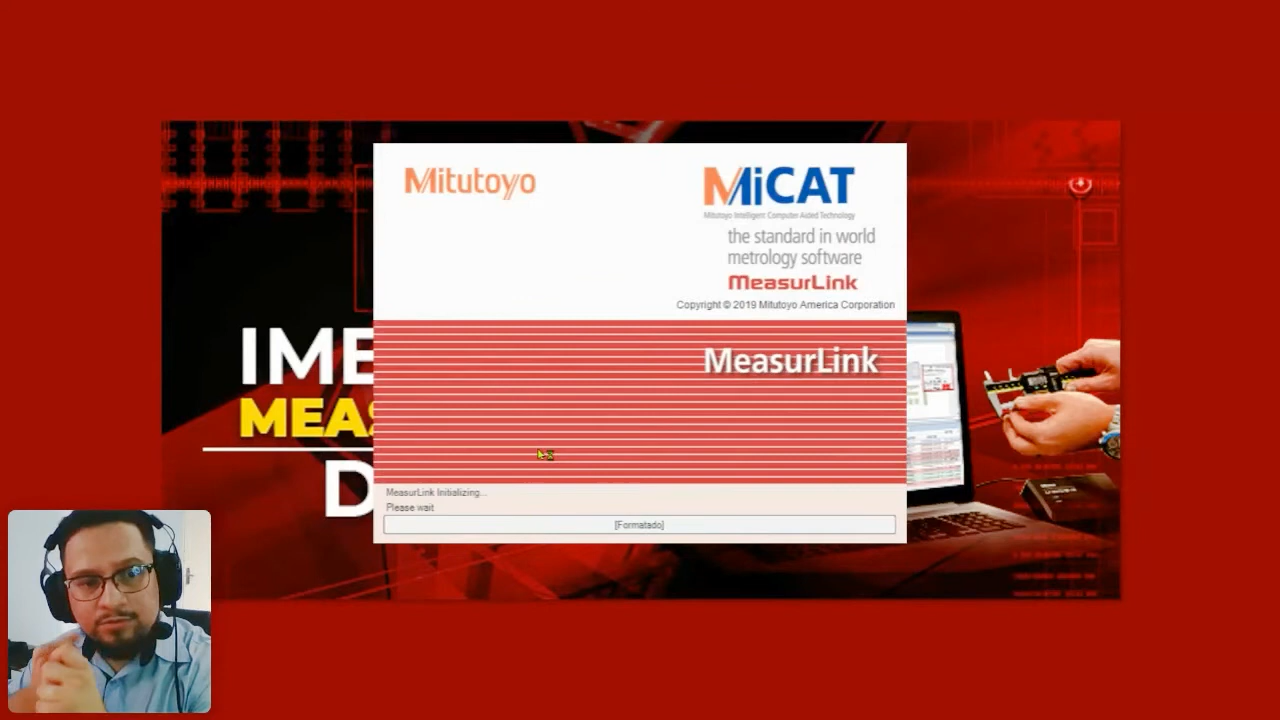 Mitutoyo
MiCAT
Mitutoyo Intelligent Computer Aided Technology
the standard in world
metrology software
MeasurLink
Copyright © 2019 Mitutoyo America Corporation
MeasurLink
IME
MEAS
D
MeasurLink Initializing...
Please wait
[Formatado]